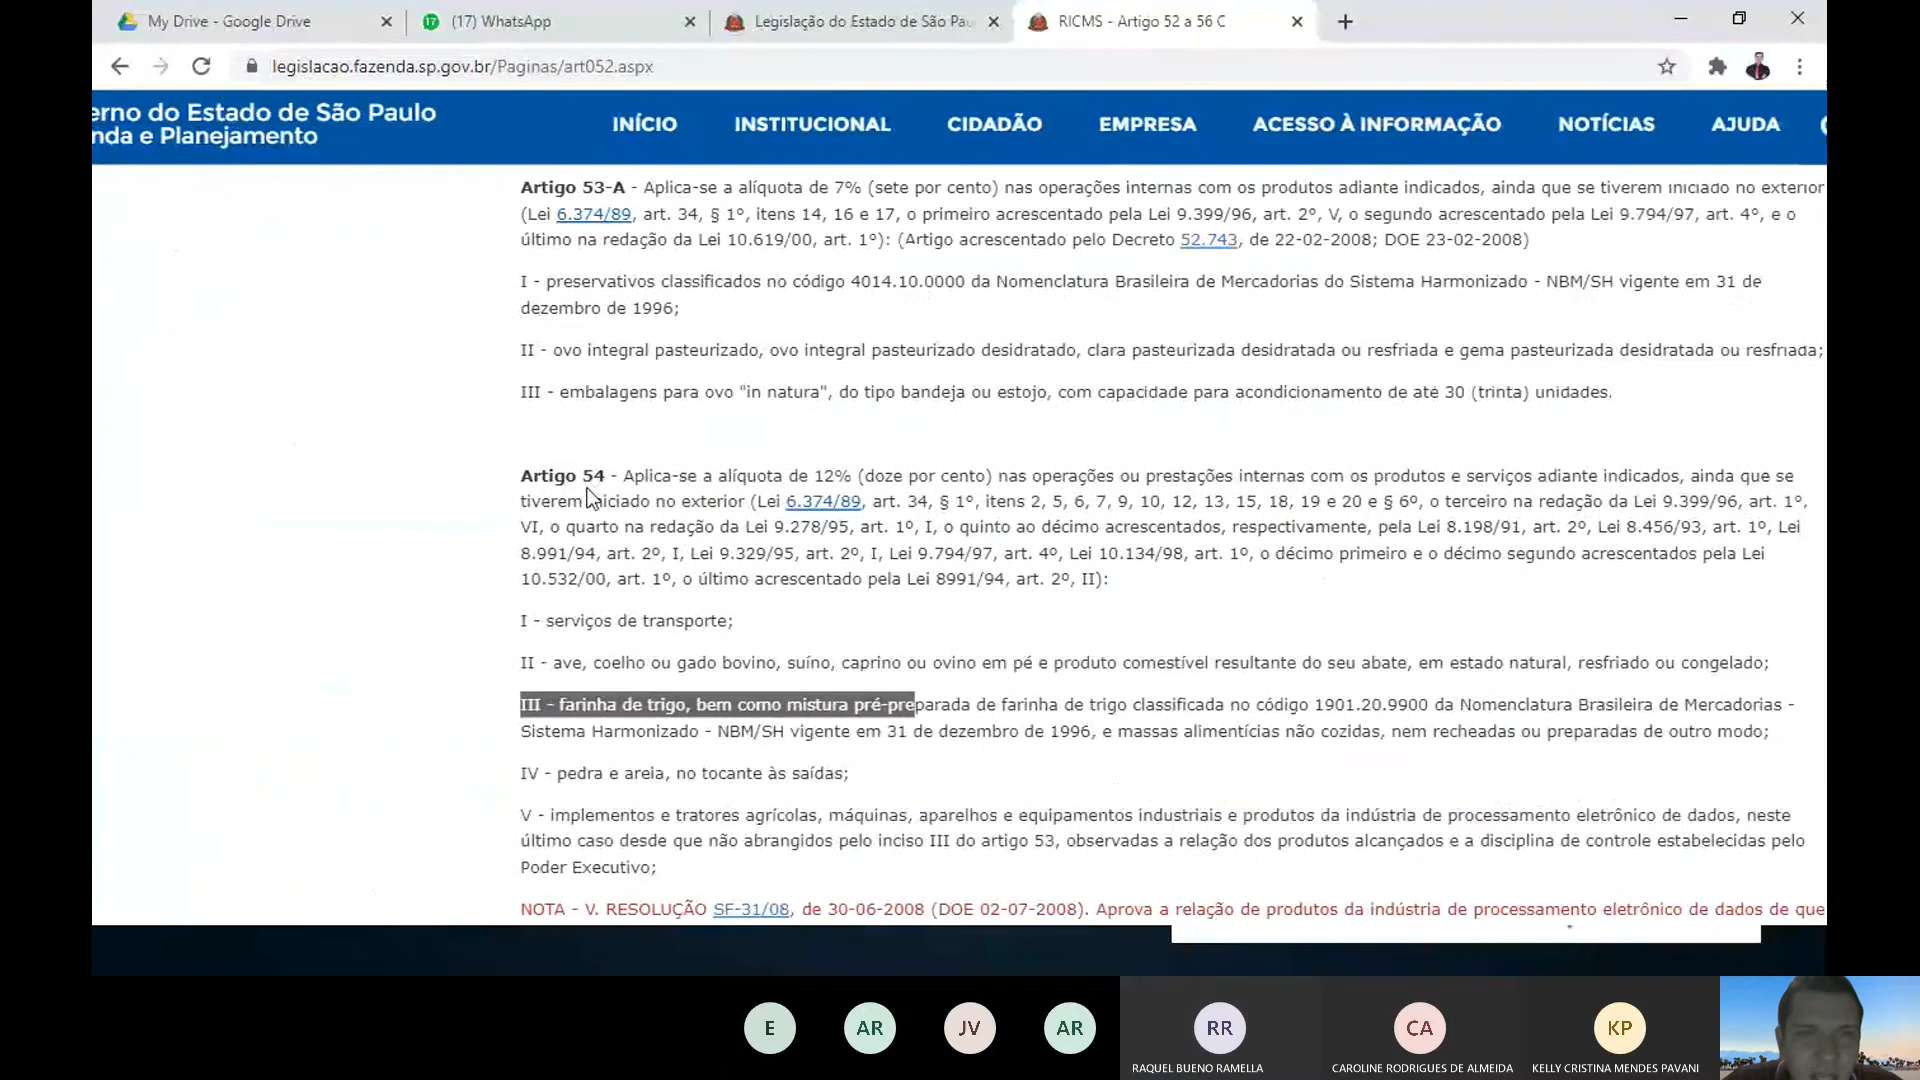 My Drive - Google Drive
(17) WhatsApp
Legislação do Estado de São Pau
RICMS - Artigo 52 a 56 C
legislacao.fazenda.sp.gov.br/Paginas/art052.aspx
erno do Estado de São Paulo
nda e Planejamento
INÍCIO
INSTITUCIONAL
CIDADÃO
EMPRESA
ACESSO À INFORMAÇÃO
NOTÍCIAS
AJUDA
Artigo 53-A - Aplica-se a alíquota de 7% (sete por cento) nas operações internas com os produtos adiante indicados, ainda que se tiverem iniciado no exterior
(Lei 6.374/89, art. 34, § 1º, itens 14, 16 e 17, o primeiro acrescentado pela Lei 9.399/96, art. 2º, V, o segundo acrescentado pela Lei 9.794/97, art. 4º, e o
último na redação da Lei 10.619/00, art. 1º): (Artigo acrescentado pelo Decreto 52.743, de 22-02-2008; DOE 23-02-2008)
I - preservativos classificados no código 4014.10.0000 da Nomenclatura Brasileira de Mercadorias do Sistema Harmonizado - NBM/SH vigente em 31 de
dezembro de 1996;
II - ovo integral pasteurizado, ovo integral pasteurizado desidratado, clara pasteurizada desidratada ou resfriada e gema pasteurizada desidratada ou resfriada;
III - embalagens para ovo "in natura", do tipo bandeja ou estojo, com capacidade para acondicionamento de até 30 (trinta) unidades.
Artigo 54 - Aplica-se a alíquota de 12% (doze por cento) nas operações ou prestações internas com os produtos e serviços adiante indicados, ainda que se
tiverem iniciado no exterior (Lei 6.374/89, art. 34, § 1º, itens 2, 5, 6, 7, 9, 10, 12, 13, 15, 18, 19 e 20 e § 6º, o terceiro na redação da Lei 9.399/96, art. 1º,
VI, o quarto na redação da Lei 9.278/95, art. 1º, I, o quinto ao décimo acrescentados, respectivamente, pela Lei 8.198/91, art. 2º, Lei 8.456/93, art. 1º, Lei
8.991/94, art. 2º, I, Lei 9.329/95, art. 2º, I, Lei 9.794/97, art. 4º, Lei 10.134/98, art. 1º, o décimo primeiro e o décimo segundo acrescentados pela Lei
10.532/00, art. 1º, o último acrescentado pela Lei 8991/94, art. 2º, II):
I - serviços de transporte;
II - ave, coelho ou gado bovino, suíno, caprino ou ovino em pé e produto comestível resultante do seu abate, em estado natural, resfriado ou congelado;
III - farinha de trigo, bem como mistura pré-preparada de farinha de trigo classificada no código 1901.20.9900 da Nomenclatura Brasileira de Mercadorias -
Sistema Harmonizado - NBM/SH vigente em 31 de dezembro de 1996, e massas alimentícias não cozidas, nem recheadas ou preparadas de outro modo;
IV - pedra e areia, no tocante às saídas;
V - implementos e tratores agrícolas, máquinas, aparelhos e equipamentos industriais e produtos da indústria de processamento eletrônico de dados, neste
último caso desde que não abrangidos pelo inciso III do artigo 53, observadas a relação dos produtos alcançados e a disciplina de controle estabelecidas pelo
Poder Executivo;
NOTA - V. RESOLUÇÃO SF-31/08, de 30-06-2008 (DOE 02-07-2008). Aprova a relação de produtos da indústria de processamento eletrônico de dados de que
E
AR
JV
AR
RR
CA
KP
RAQUEL BUENO RAMELLA
CAROLINE RODRIGUES DE ALMEIDA
KELLY CRISTINA MENDES PAVANI